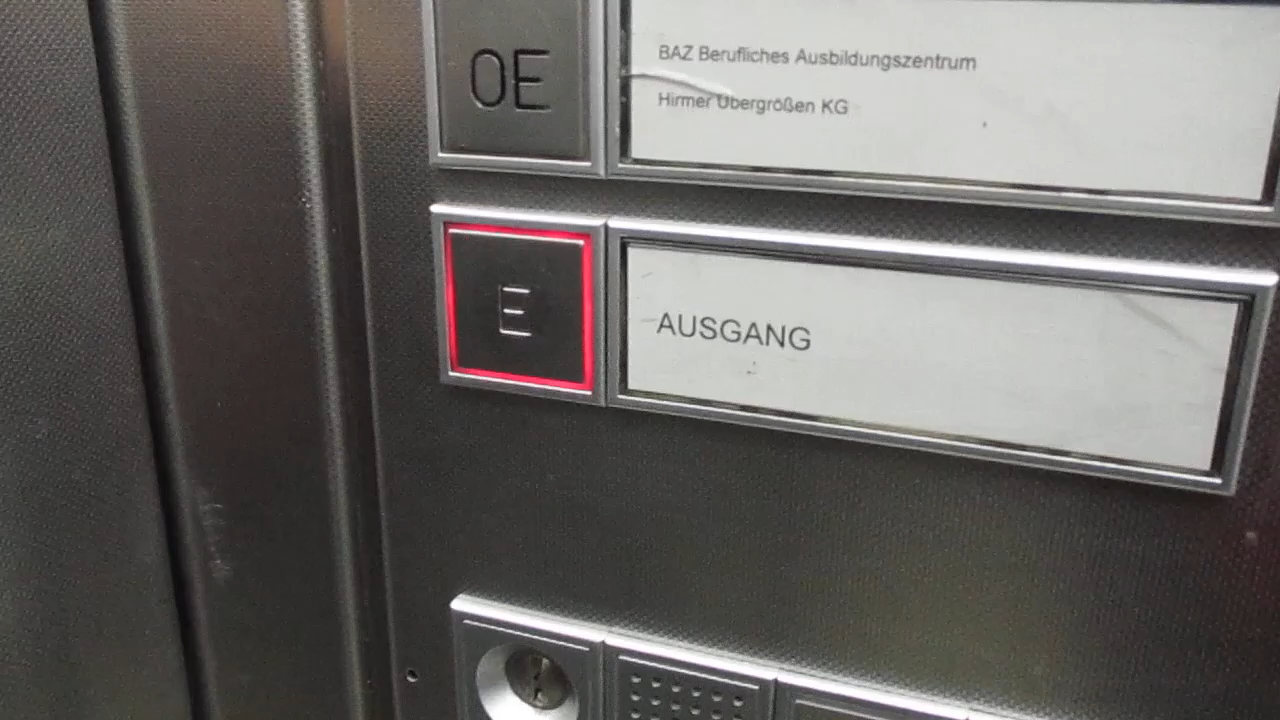 OE
BAZ Berufliches Ausbildungszentrum
Hirmer Übergrößen KG
E
AUSGANG